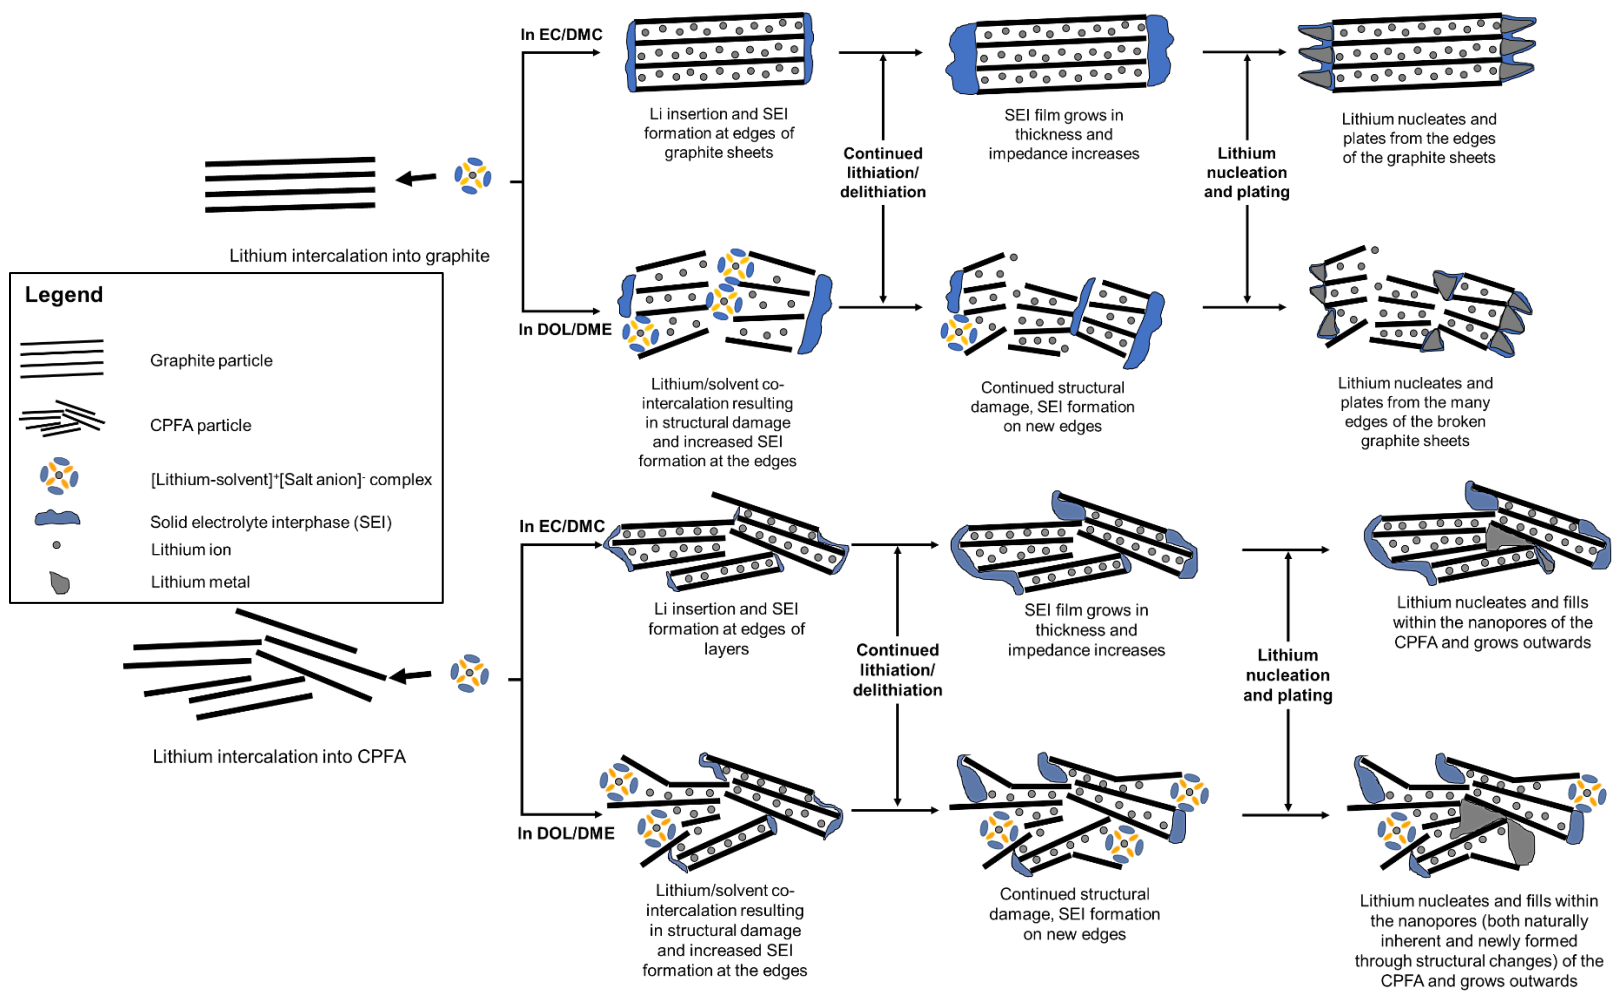 In EC/DMC
Li insertion and SEI
formation at edges of
graphite sheets
SEI film grows in
thickness and
impedance increases
Lithium nucleates and
plates from the edges
of the graphite sheets
Continued
lithiation/
delithiation
Lithium
nucleation
and plating
Lithium intercalation into graphite
In DOL/DME
Lithium/solvent co-
intercalation resulting
in structural damage
and increased SEI
formation at the edges
Continued structural
damage, SEI formation
on new edges
Lithium nucleates and
plates from the many
edges of the broken
graphite sheets
Legend
Graphite particle
CPFA particle
[Lithium-solvent]⁺[Salt anion]⁻ complex
Solid electrolyte interphase (SEI)
Lithium ion
Lithium metal
In EC/DMC
Li insertion and SEI
formation at edges of
layers
SEI film grows in
thickness and
impedance increases
Lithium nucleates and fills
within the nanopores of the
CPFA and grows outwards
Continued
lithiation/
delithiation
Lithium
nucleation
and plating
Lithium intercalation into CPFA
In DOL/DME
Lithium/solvent co-
intercalation resulting
in structural damage
and increased SEI
formation at the edges
Continued structural
damage, SEI formation
on new edges
Lithium nucleates and fills within
the nanopores (both naturally
inherent and newly formed
through structural changes) of the
CPFA and grows outwards